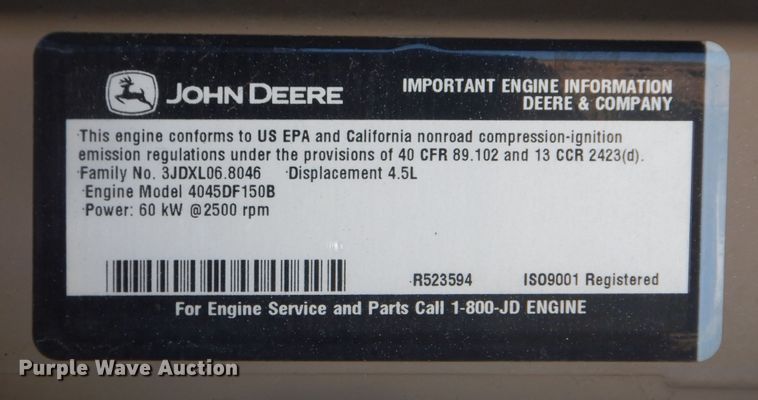 JOHN DEERE
IMPORTANT ENGINE INFORMATION
DEERE & COMPANY
·This engine conforms to US EPA and California nonroad compression-ignition
emission regulations under the provisions of 40 CFR 89.102 and 13 CCR 2423(d).
·Family No. 3JDXL06.8046 ·Displacement 4.5L
·Engine Model 4045DF150B
·Power: 60 kW @2500 rpm
R523594 ISO9001 Registered
For Engine Service and Parts Call 1-800-JD ENGINE
Purple Wave Auction